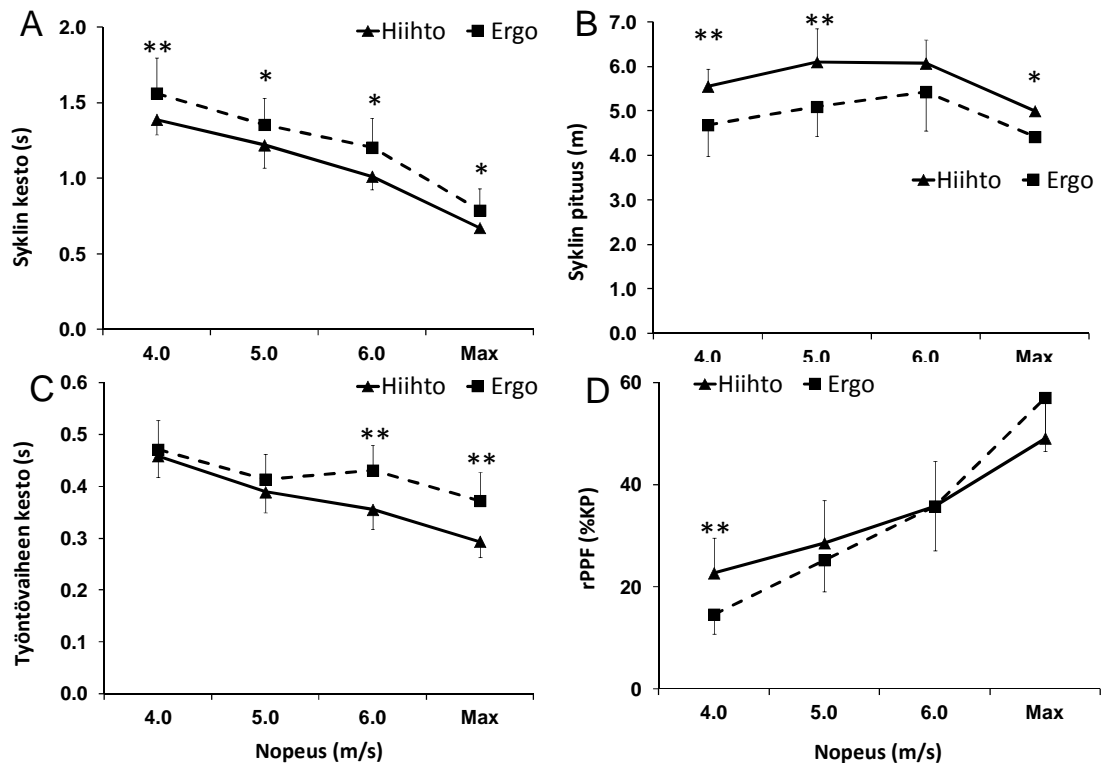 A
Hiihto Ergo
Syklin kesto (s)
2.0
1.5
1.0
0.5
0.0
** * * *
4.0 5.0 6.0 Max
B
Syklin pituus (m)
7.0
6.0
5.0
4.0
3.0
2.0
1.0
0.0
** ** *
Hiihto Ergo
4.0 5.0 6.0 Max
C
Hiihto Ergo
Työntövaiheen kesto (s)
0.6
0.5
0.4
0.3
0.2
0.1
0.0
** **
4.0 5.0 6.0 Max
Nopeus (m/s)
D
Hiihto Ergo
rPPF (%KP)
60
40
20
0
**
4.0 5.0 6.0 Max
Nopeus (m/s)